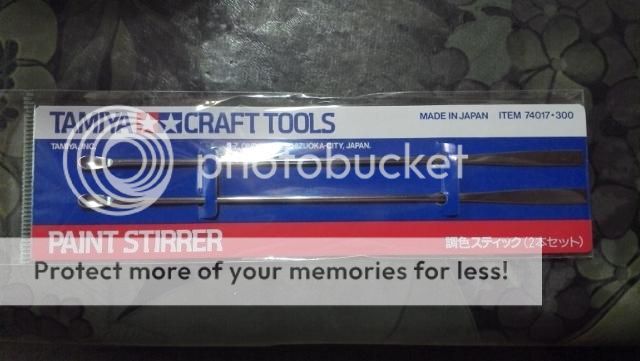 TAMIYA CRAFT TOOLS
MADE IN JAPAN ITEM 74017・300
TAMIYA, INC.
SHIZUOKA-CITY, JAPAN.
photobucket
PAINT STIRRER
調色スティック(2本セット)
Protect more of your memories for less!